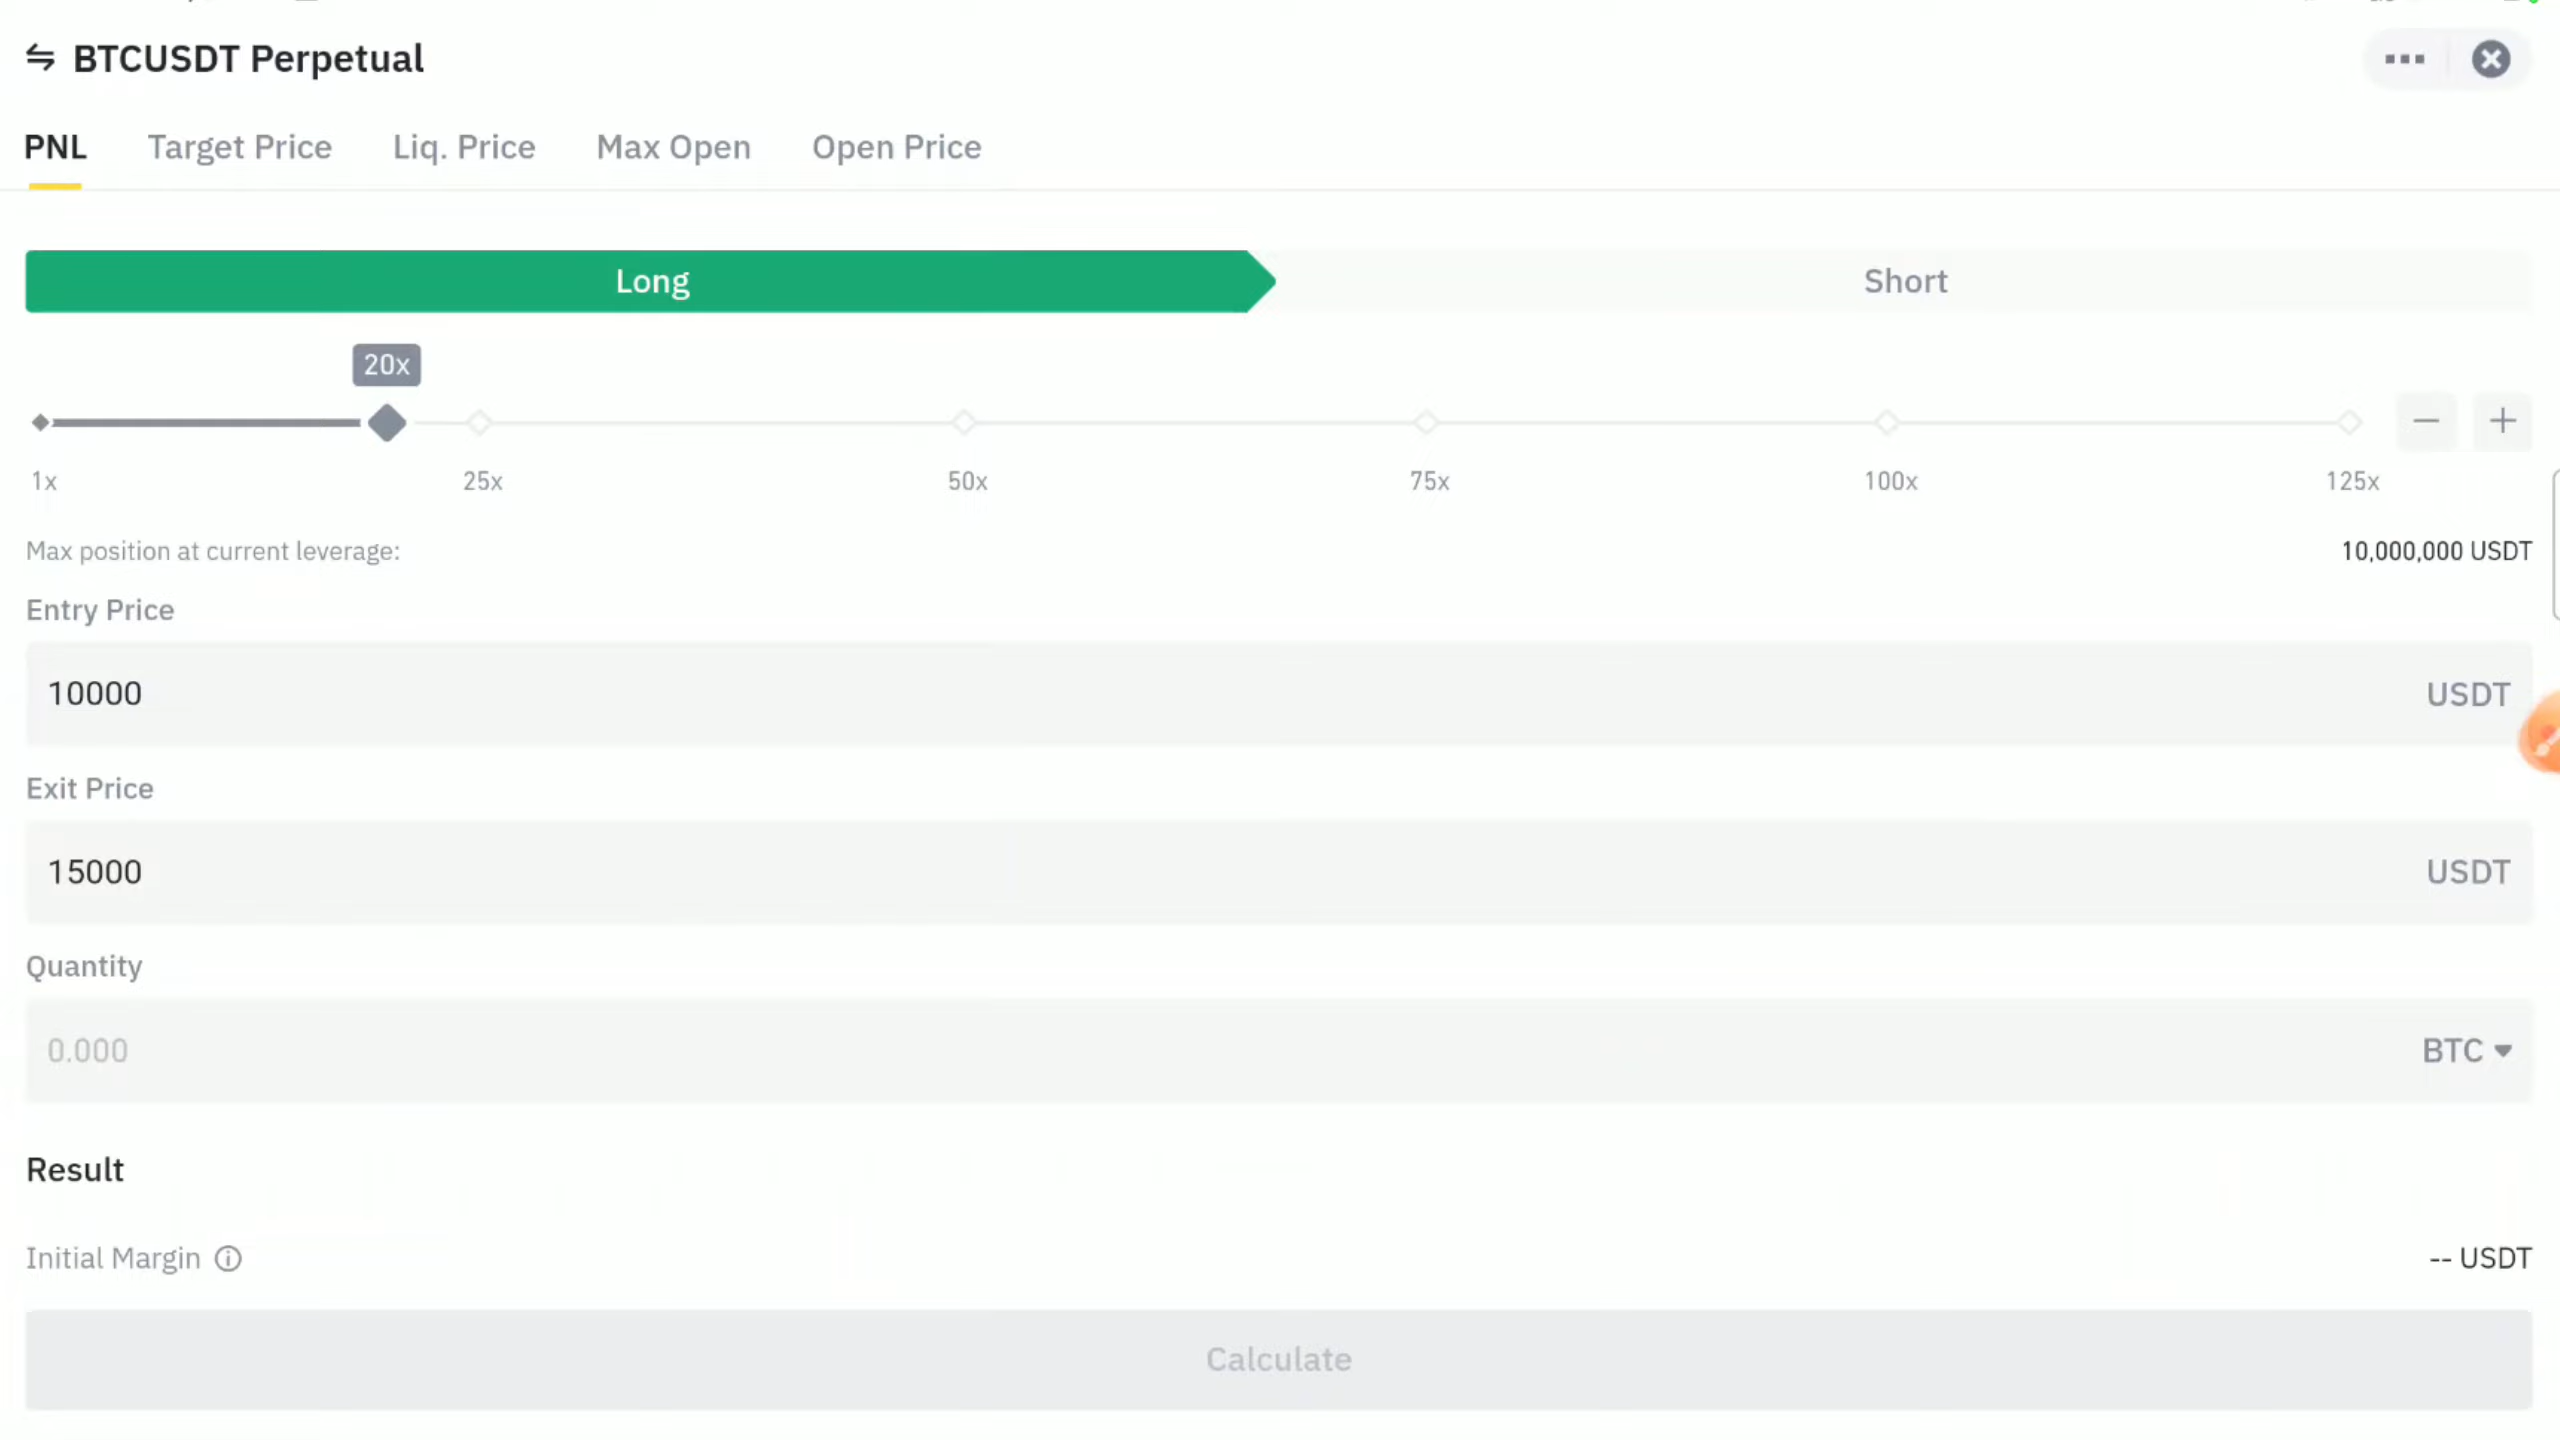 BTCUSDT Perpetual
PNL Target Price Liq. Price Max Open Open Price
Long Short
20x
1x 25x 50x 75x 100x 125x
Max position at current leverage: 10,000,000 USDT
Entry Price
10000 USDT
Exit Price
15000 USDT
Quantity
0.000 BTC
Result
Initial Margin -- USDT
Calculate